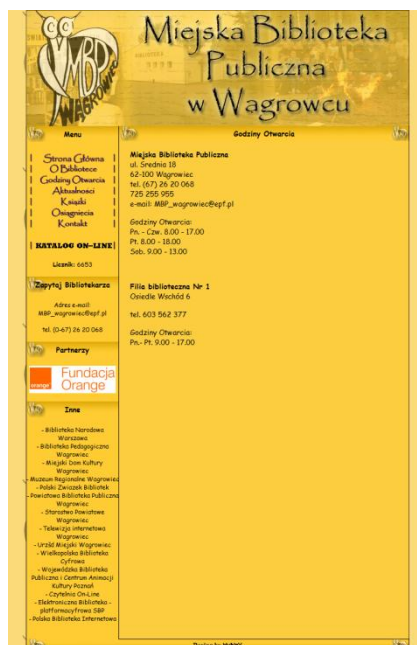 MBP
WĄGROWIEC
Miejska Biblioteka
Publiczna
w Wągrowcu
Menu
| Strona Główna |
| O Bibliotece |
| Godziny Otwarcia |
| Aktualności |
| Książki |
| Osiągnięcia |
| Kontakt |
| KATALOG ON-LINE|
Licznik: 6653
Zapytaj Bibliotekarza
Adres e-mail:
MBP_wagrowiec@epf.pl
tel. (0-67) 26 20 068
Partnerzy
orange
Fundacja
Orange
Inne
- Biblioteka Narodowa
Warszawa
- Biblioteka Pedagogiczna
Wągrowiec
- Miejski Dom Kultury
Wągrowiec
- Muzeum Regionalne Wągrowiec
- Polski Związek Bibliotek
- Powiatowa Biblioteka Publiczna
Wągrowiec
- Starostwo Powiatowe
Wągrowiec
- Telewizja internetowa
Wągrowiec
- Urząd Miejski Wągrowiec
- Wielkopolska Biblioteka
Cyfrowa
- Wojewódzka Biblioteka
Publiczna i Centrum Animacji
Kultury Poznań
- Czytelnia On-Line
- Elektroniczna Biblioteka -
platformacyfrowa SBP
- Polska Biblioteka Internetowa
Godziny Otwarcia
Miejska Biblioteka Publiczna
ul. Średnia 18
62-100 Wągrowiec
tel. (67) 26 20 068
725 255 955
e-mail: MBP_wagrowiec@epf.pl
Godziny Otwarcia:
Pn. - Czw. 8.00 - 17.00
Pt. 8.00 - 18.00
Sob. 9.00 - 13.00
Filia biblioteczna Nr 1
Osiedle Wschód 6
tel. 603 562 377
Godziny Otwarcia:
Pn.- Pt. 9.00 - 17.00